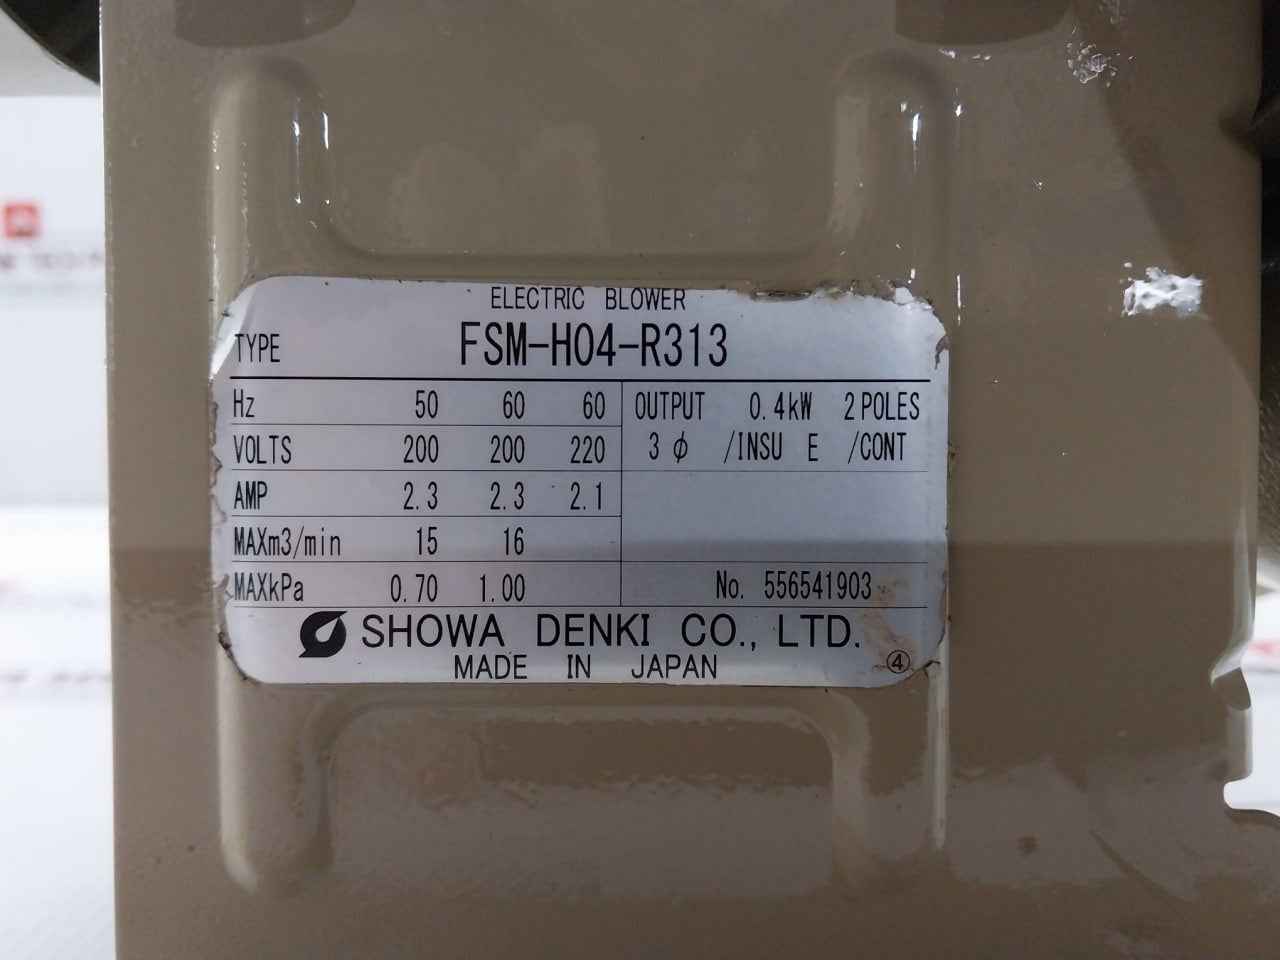 ELECTRIC BLOWER
TYPE FSM-H04-R313
Hz 50 60 60 OUTPUT 0.4kW 2 POLES
VOLTS 200 200 220 3 φ /INSU E /CONT
AMP 2.3 2.3 2.1
MAXm3/min 15 16
MAXkPa 0.70 1.00 No. 556541903
SHOWA DENKI CO., LTD.
MADE IN JAPAN ④